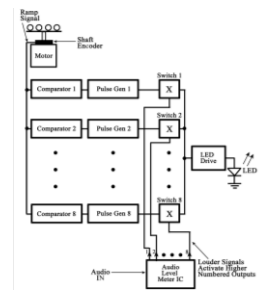 Ramp
Signal
Shaft
Encoder
Motor
Switch 1
Comparator 1
Pulse Gen 1
X
Switch 2
Comparator 2
Pulse Gen 2
X
LED
Drive
LED
Switch 8
Comparator 8
Pulse Gen 8
X
Audio
IN
Audio
Level
Meter IC
Louder Signals
Activate Higher
Numbered Outputs